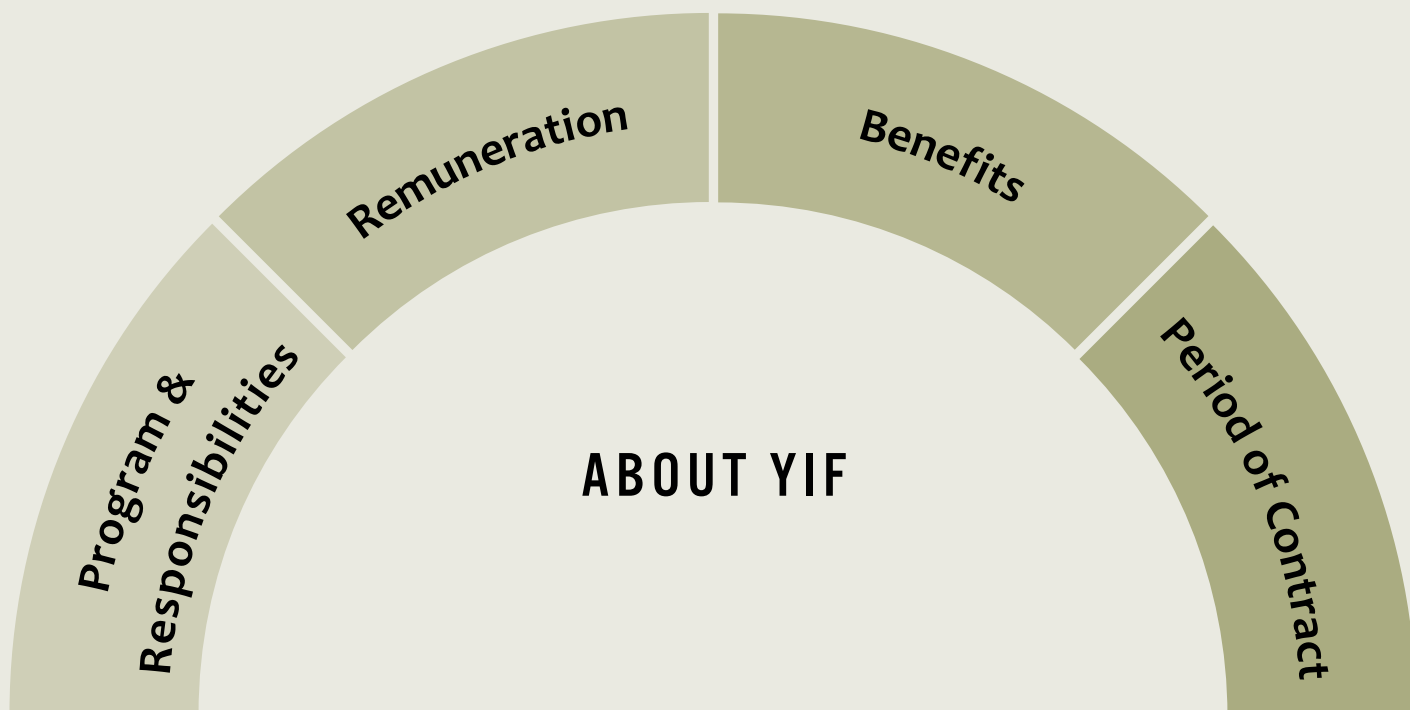 Program &
Responsibilities
Remuneration
Benefits
Period of Contract
ABOUT YIF